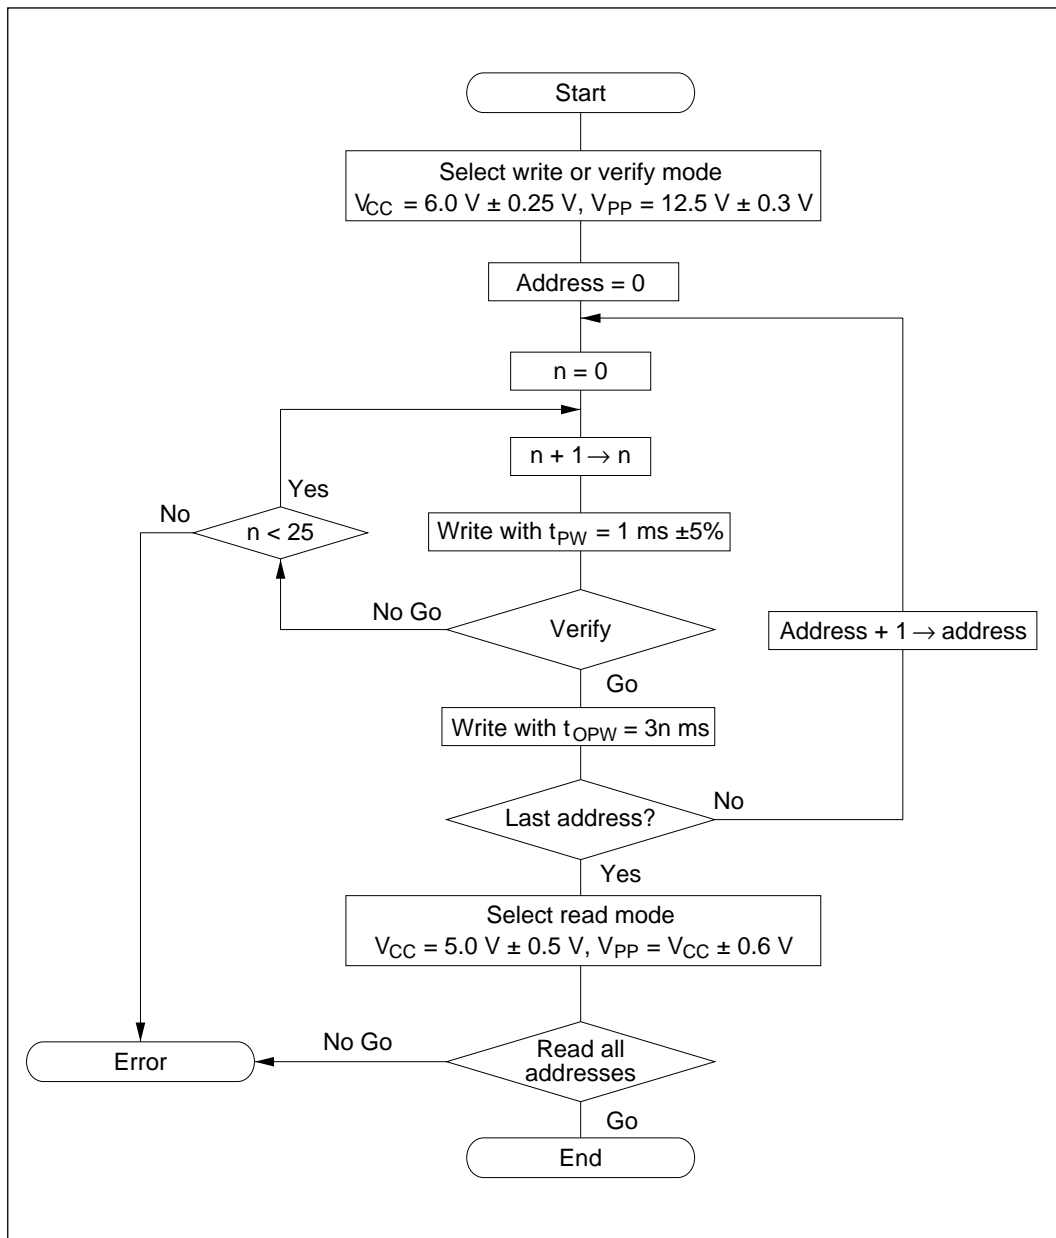 Start
Select write or verify mode
VCC = 6.0 V ± 0.25 V, VPP = 12.5 V ± 0.3 V
Address = 0
n = 0
n + 1 → n
Yes
No
n < 25
Write with tPW = 1 ms ±5%
No Go
Verify
Address + 1 → address
Go
Write with tOPW = 3n ms
Last address?
No
Yes
Select read mode
VCC = 5.0 V ± 0.5 V, VPP = VCC ± 0.6 V
No Go
Error
Read all
addresses
Go
End